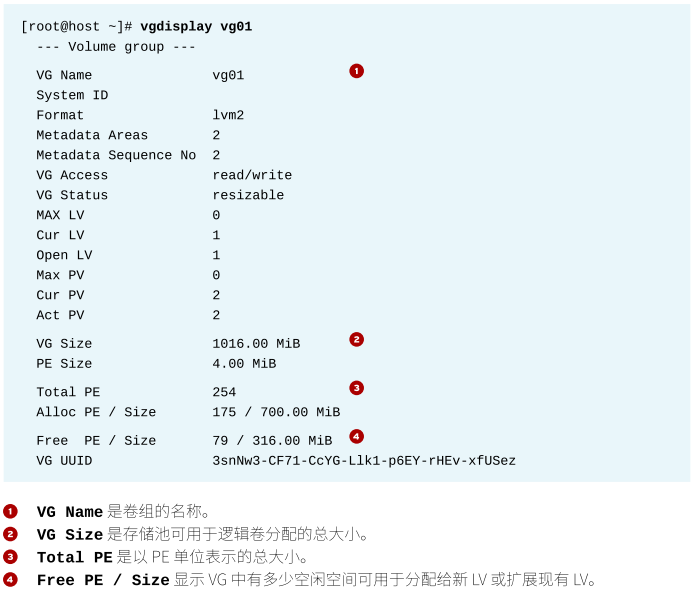 [root@host ~]# vgdisplay vg01
--- Volume group ---
VG Name vg01 1
System ID
Format lvm2
Metadata Areas 2
Metadata Sequence No 2
VG Access read/write
VG Status resizable
MAX LV 0
Cur LV 1
Open LV 1
Max PV 0
Cur PV 2
Act PV 2
VG Size 1016.00 MiB 2
PE Size 4.00 MiB
Total PE 254 3
Alloc PE / Size 175 / 700.00 MiB
Free PE / Size 79 / 316.00 MiB 4
VG UUID 3snNw3-CF71-CcYG-Llk1-p6EY-rHEv-xfUSez
1 VG Name 是卷组的名称。
2 VG Size 是存储池可用于逻辑卷分配的总大小。
3 Total PE 是以 PE 单位表示的总大小。
4 Free PE / Size 显示 VG 中有多少空闲空间可用于分配给新 LV 或扩展现有 LV。